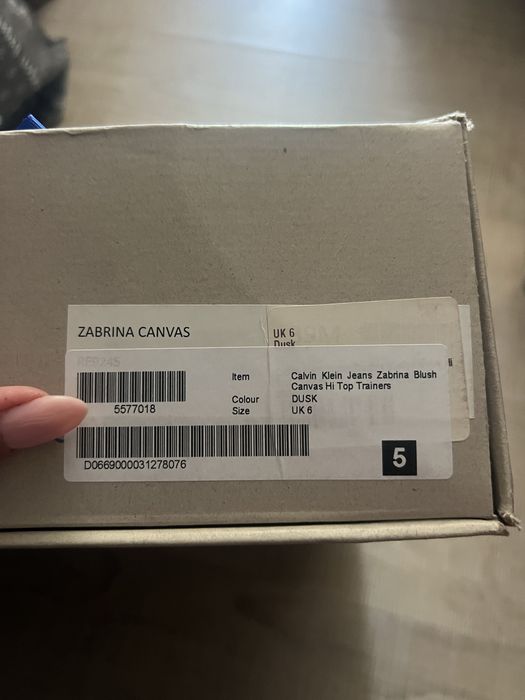 ZABRINA CANVAS
UK 6
Dusk
RE9245
Item Calvin Klein Jeans Zabrina Blush
Canvas Hi Top Trainers
5577018
Colour DUSK
Size UK 6
D0669000031278076
5